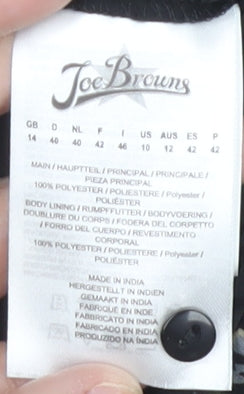 Joe Browns
GB D NL F I US AUS ES P
14 40 40 42 46 10 12 42 42
MAIN / HAUPTTEIL / PRINCIPAL / PRINCIPALE /
PIEZA PRINCIPAL
100% POLYESTER / POLIESTERE / Polyester /
POLIÉSTER
BODY LINING / RUMPFFUTTER / BODYVOERING /
DOUBLURE DU CORPS / FODERA DEL CORPETTO
/ FORRO DEL CUERPO / REVESTIMENTO
CORPORAL
100% POLYESTER / POLIESTERE / Polyester /
POLIÉSTER
MADE IN INDIA
HERGESTELLT IN INDIEN
GEMAAKT IN INDIA
FABRIQUÉ EN INDE
FABBRICATO IN INDIA
FABRICADO EN INDIA
PRODUZIDO NA ÍNDIA